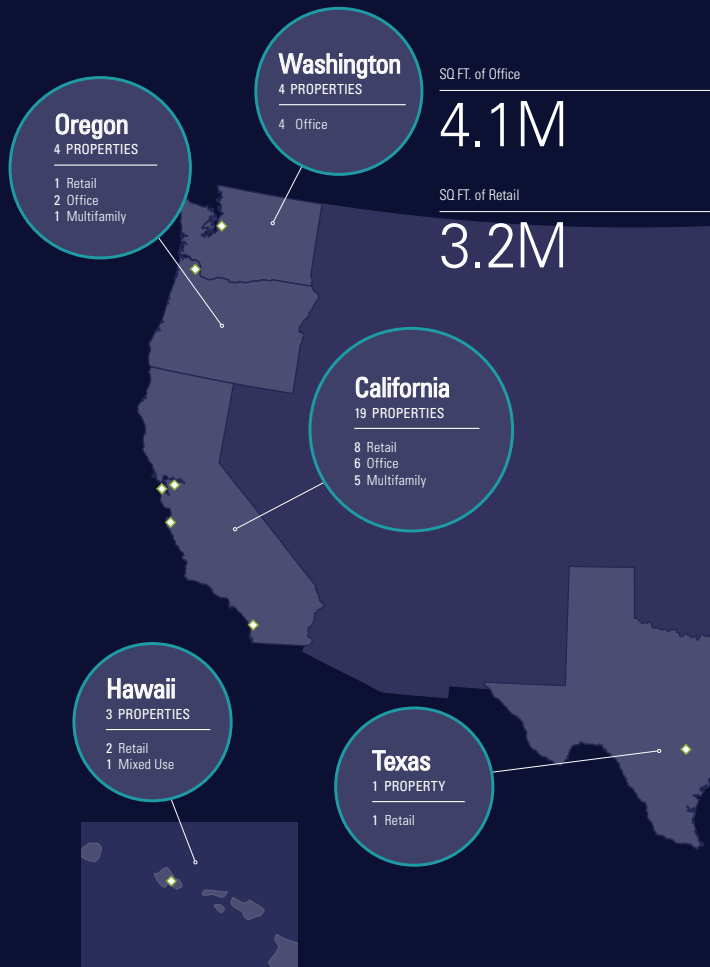 Washington
4 PROPERTIES
4 Office
SQ FT. of Office
4.1M
SQ FT. of Retail
3.2M
Oregon
4 PROPERTIES
1 Retail
2 Office
1 Multifamily
California
19 PROPERTIES
8 Retail
6 Office
5 Multifamily
Hawaii
3 PROPERTIES
2 Retail
1 Mixed Use
Texas
1 PROPERTY
1 Retail